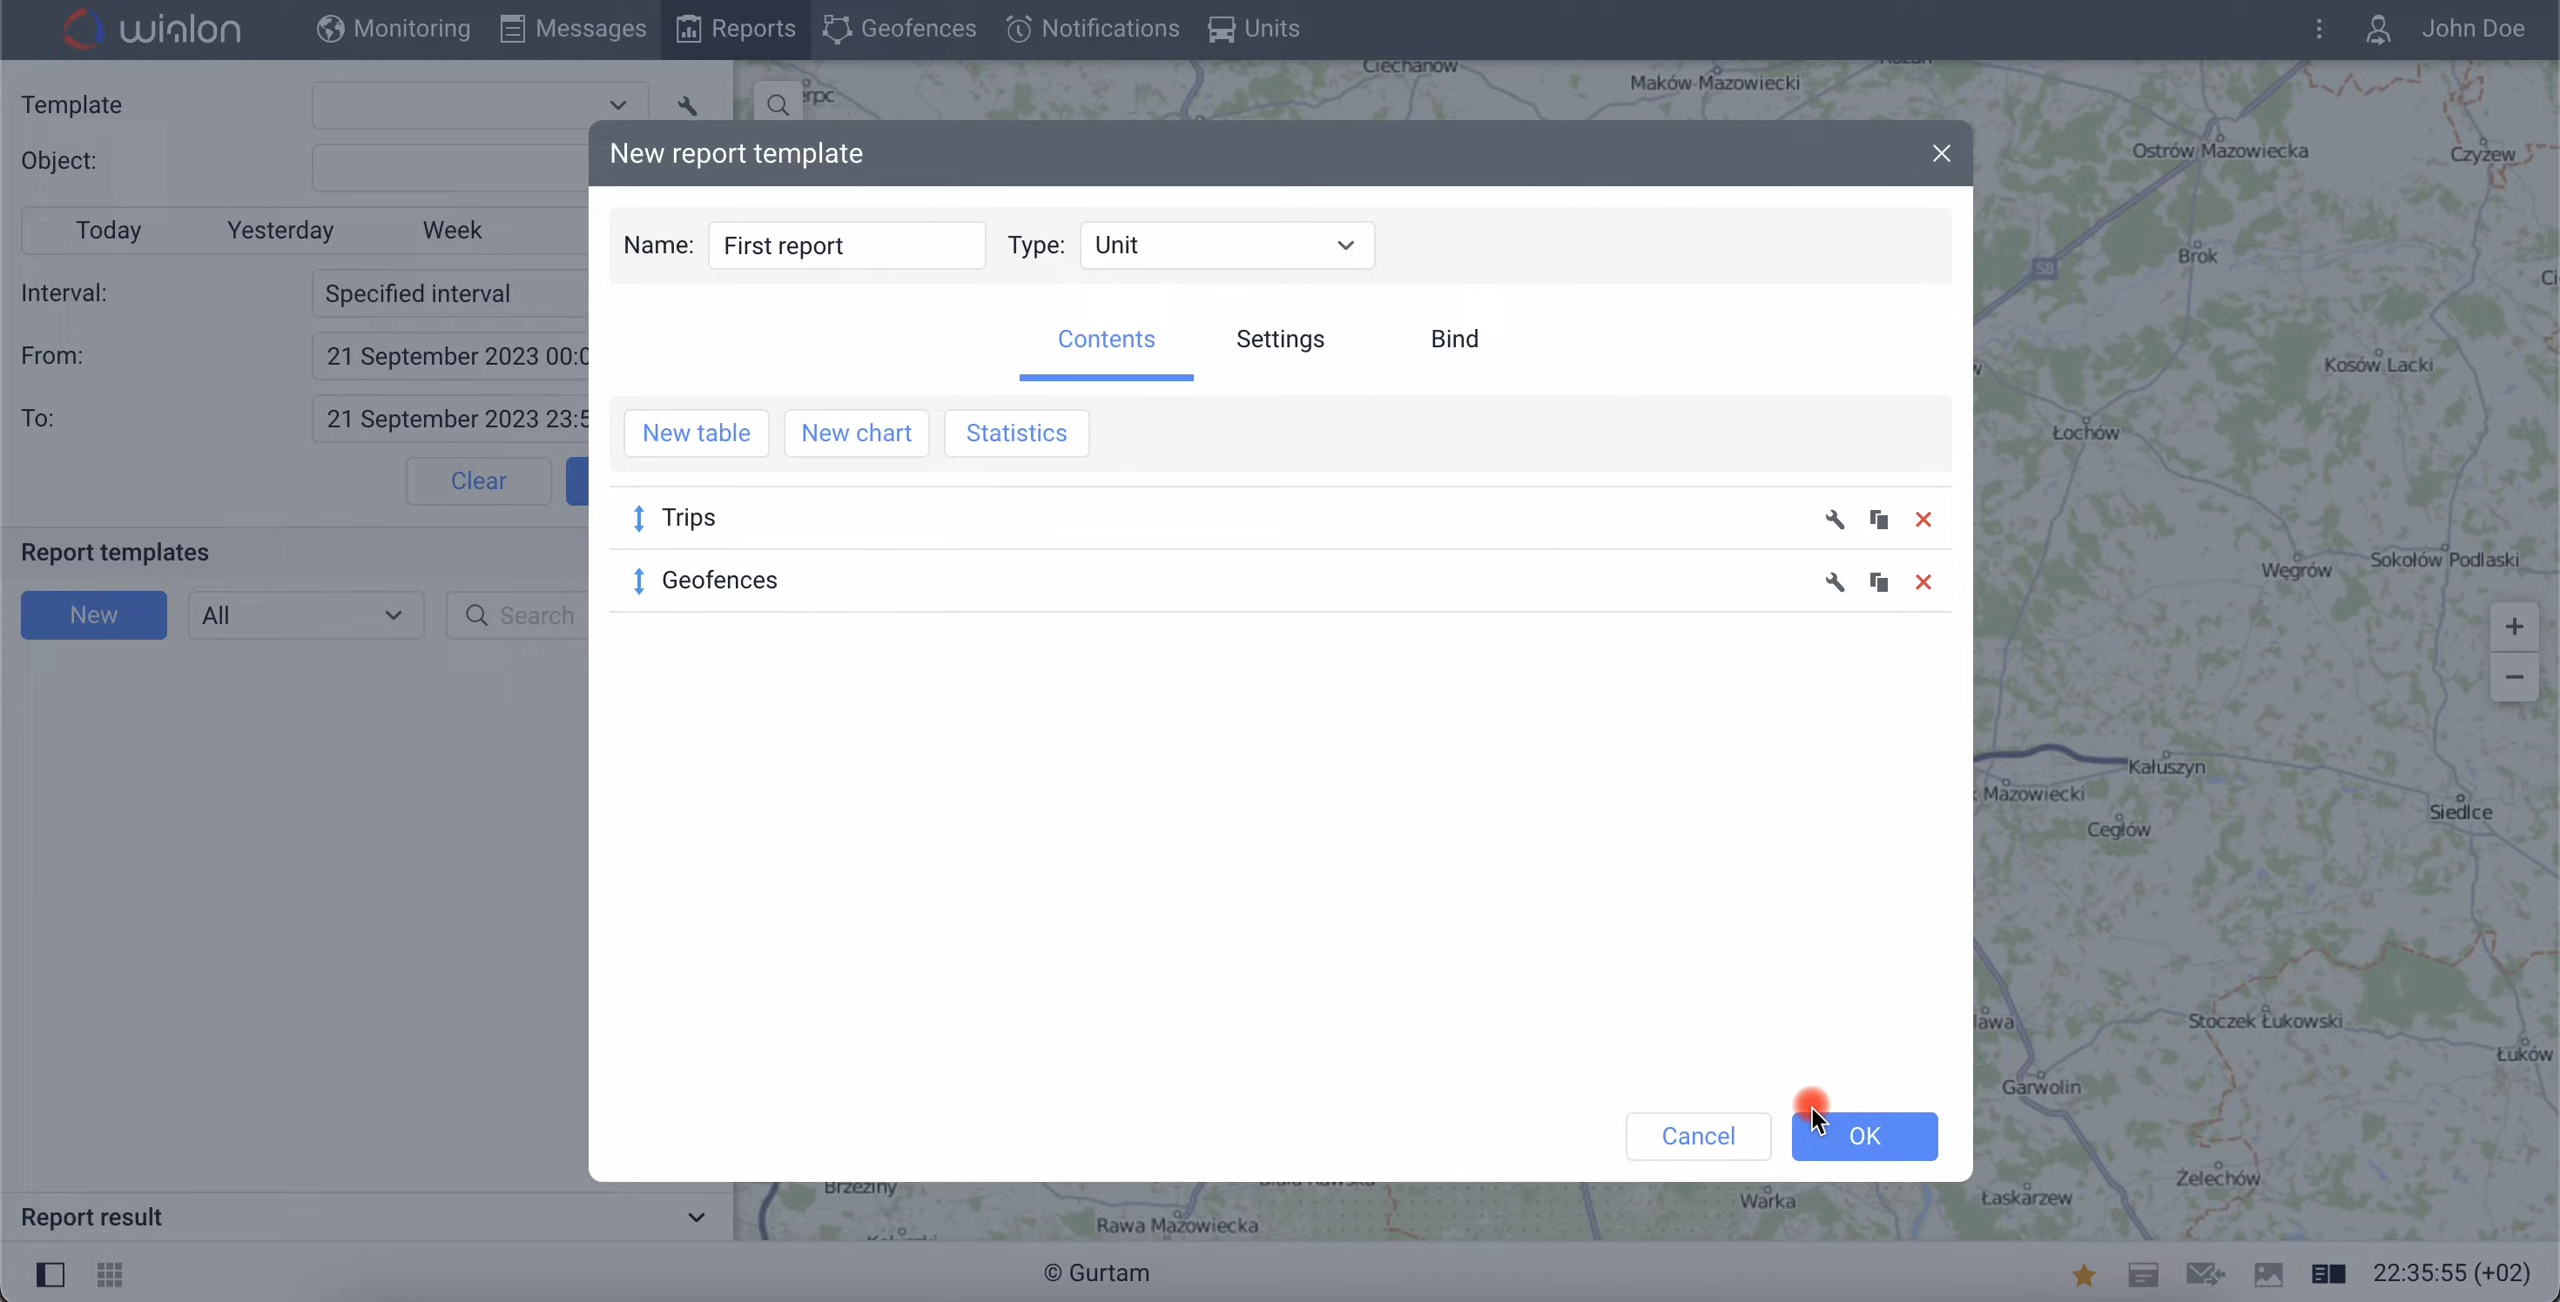 wialon
Monitoring
Messages
Reports
Geofences
Notifications
Units
John Doe
Template
Object:
Today
Yesterday
Week
Interval:
Specified interval
From:
21 September 2023 00:0
To:
21 September 2023 23:5
Clear
Report templates
New
All
Search
Report result
New report template
Name:
First report
Type:
Unit
Contents
Settings
Bind
New table
New chart
Statistics
Trips
Geofences
Cancel
OK
Ciechanów
Maków Mazowiecki
Ostrów Mazowiecka
Czyżew
S8
Brok
Kosów Lacki
Łochów
Węgrów
Sokołów Podlaski
Kałuszyn
Mazowiecki
Siedlce
Cegłów
Stoczek Łukowski
Łuków
Garwolin
Żelechów
Łaskarzew
Warka
Brzeziny
Rawa Mazowiecka
© Gurtam
22:35:55 (+02)